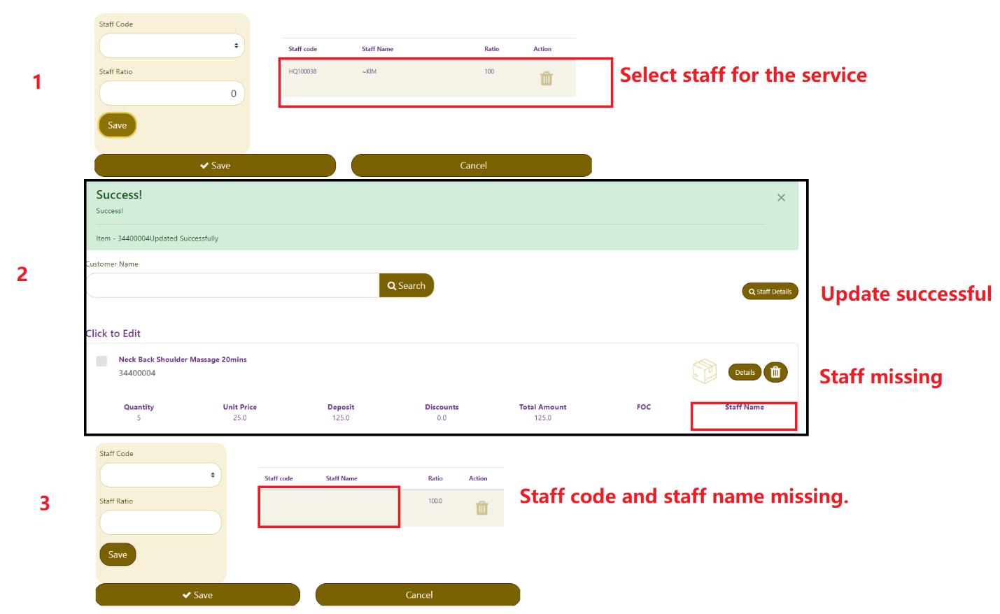 Staff Code
Staff code Staff Name Ratio Action
Staff Ratio
HQ100038 ~KIM 100
Select staff for the service
1
0
Save
Save Cancel
Success!
Success!
Item - 34400004Updated Successfully
Customer Name
2
Search
Staff Details
Update successful
Click to Edit
Neck Back Shoulder Massage 20mins
34400004
Details
Staff missing
Quantity Unit Price Deposit Discounts Total Amount FOC Staff Name
5 25.0 125.0 0.0 125.0
Staff Code
Staff code Staff Name Ratio Action
Staff Ratio
100.0
Staff code and staff name missing.
3
Save
Save Cancel